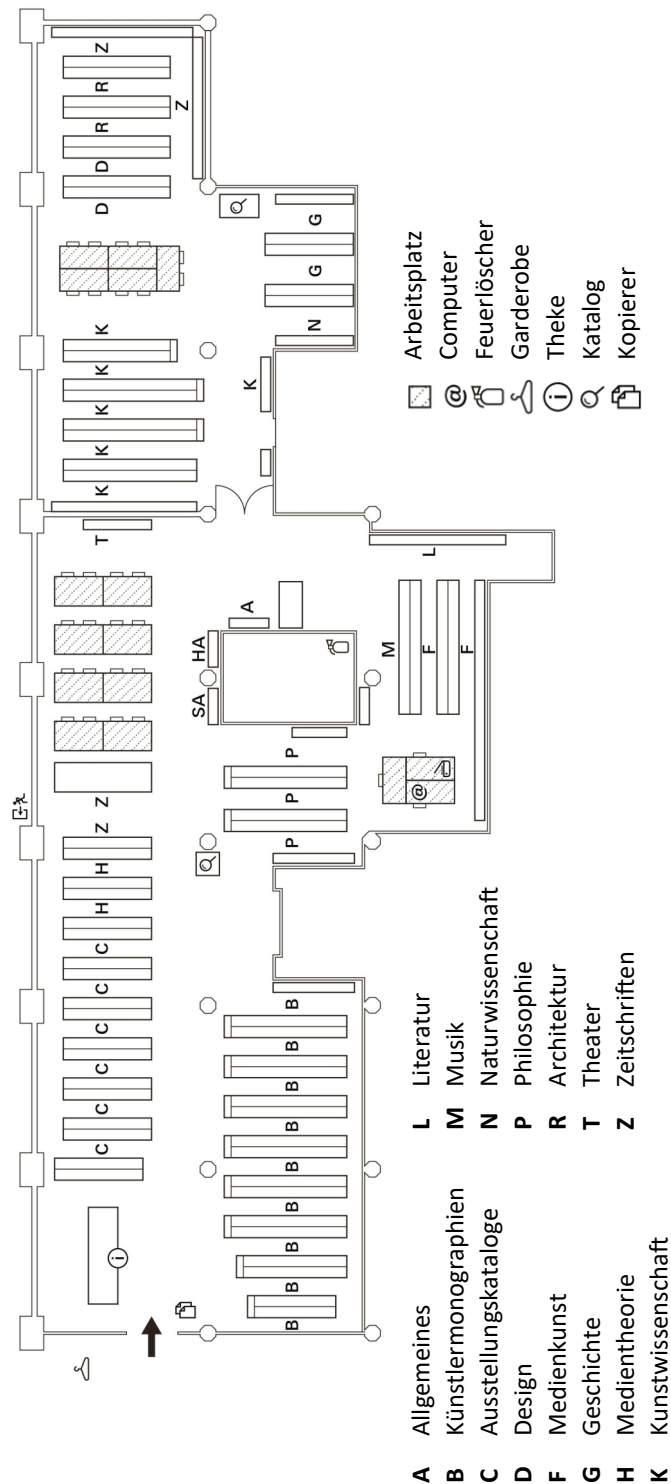 C C C C C C H H Z Z T K K K K K D D R R Z
i
Z
SA HA
A K
B B B B B B B B B P P P
N G G
M
@ F L
F
A Allgemeines
B Künstlermonographien
C Ausstellungskataloge
D Design
F Medienkunst
G Geschichte
H Medientheorie
K Kunstwissenschaft
L Literatur
M Musik
N Naturwissenschaft
P Philosophie
R Architektur
T Theater
Z Zeitschriften
Arbeitsplatz
@ Computer
Feuerlöscher
Garderobe
i Theke
Katalog
Kopierer